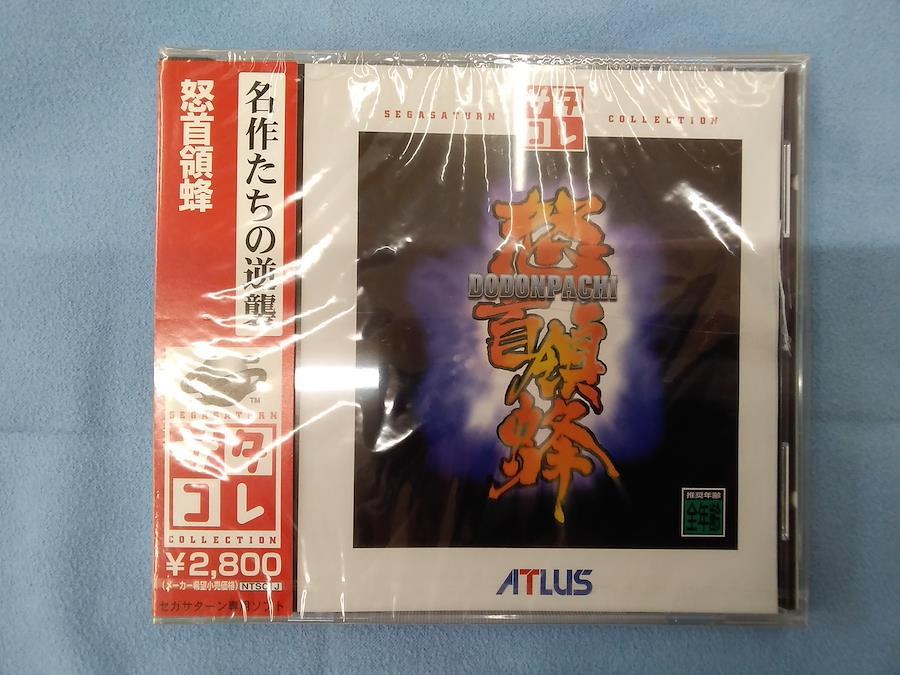 怒首領蜂
名作たちの逆襲
TM
SEGASATURN
サタ
コレ
COLLECTION
¥2,800
(メーカー希望小売価格) NTSC J
セガサターン専用ソフト
SEGASATURN サタ COLLECTION
コレ
怒
DODONPACHI
首領
蜂
推奨年齢
全年齢
ATLUS